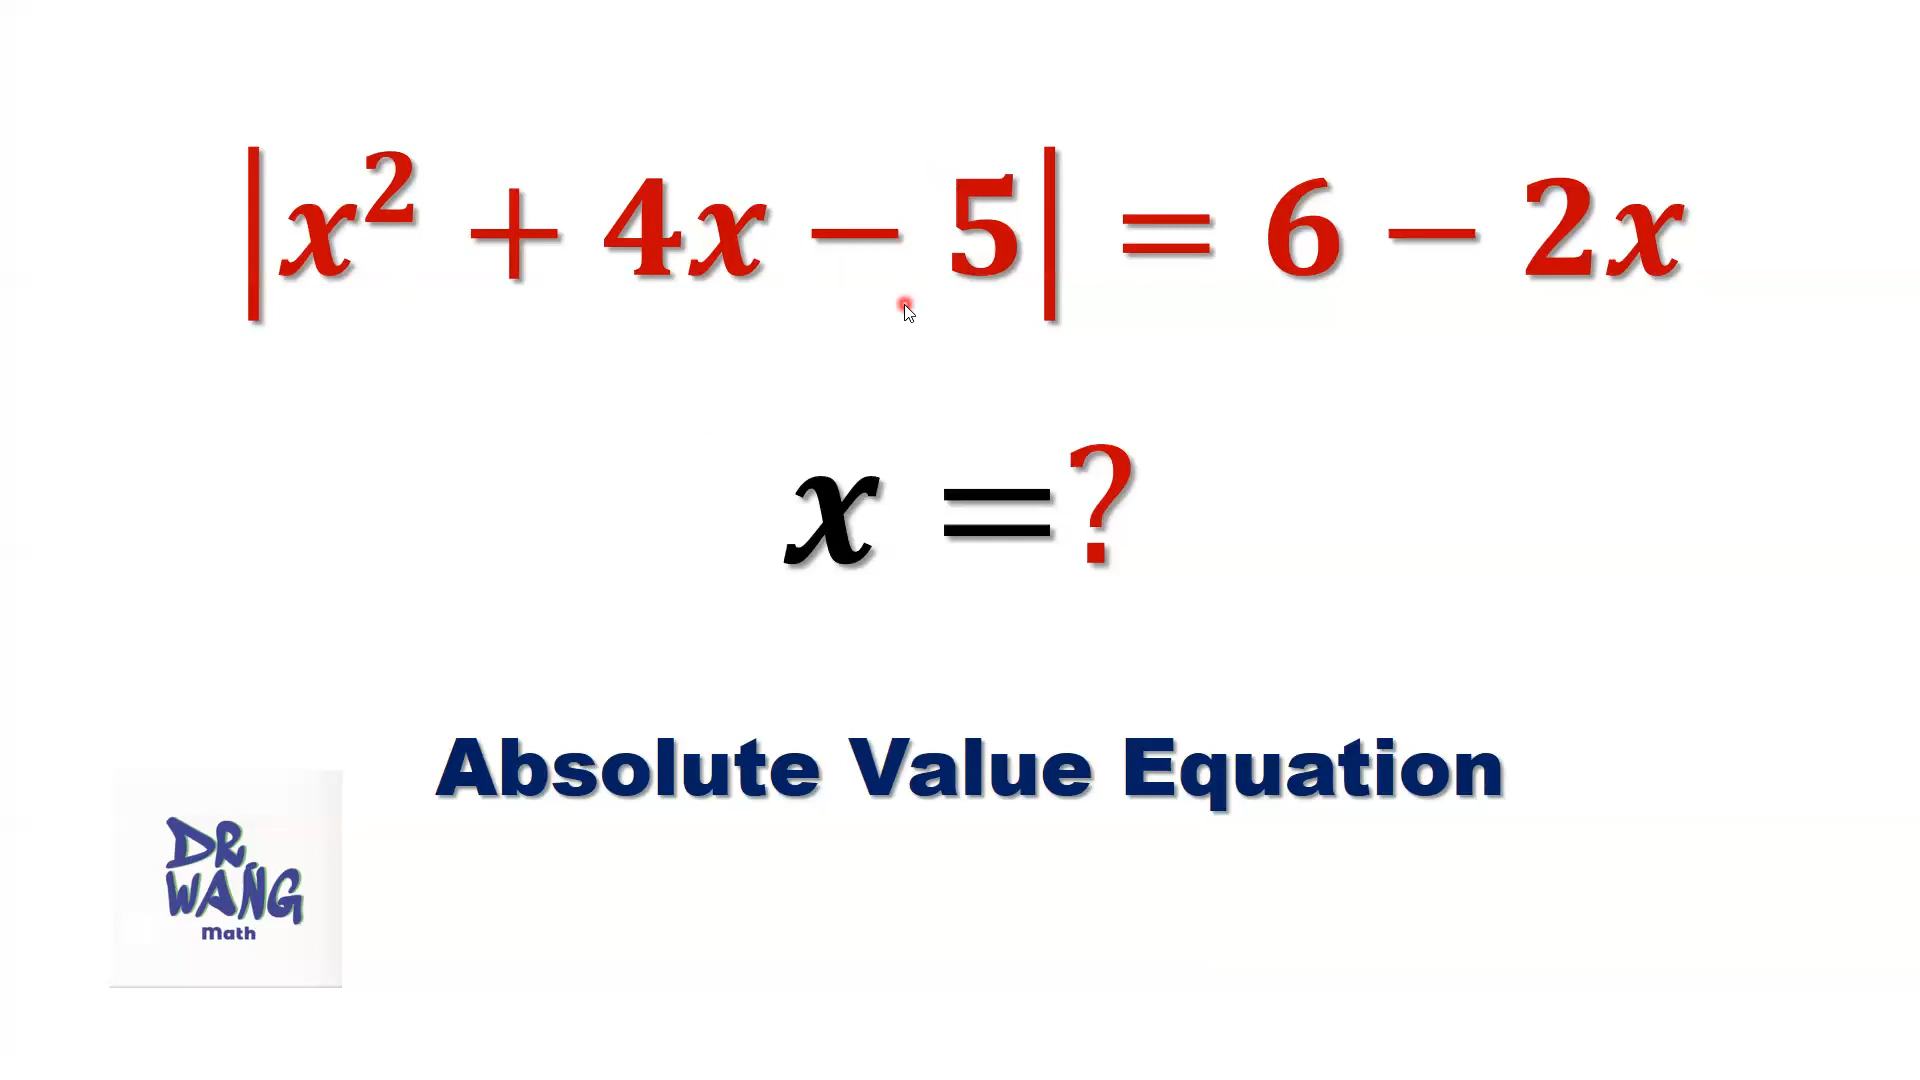 |x² + 4x − 5| = 6 − 2x
x =?
Absolute Value Equation
DR.
WANG
Math